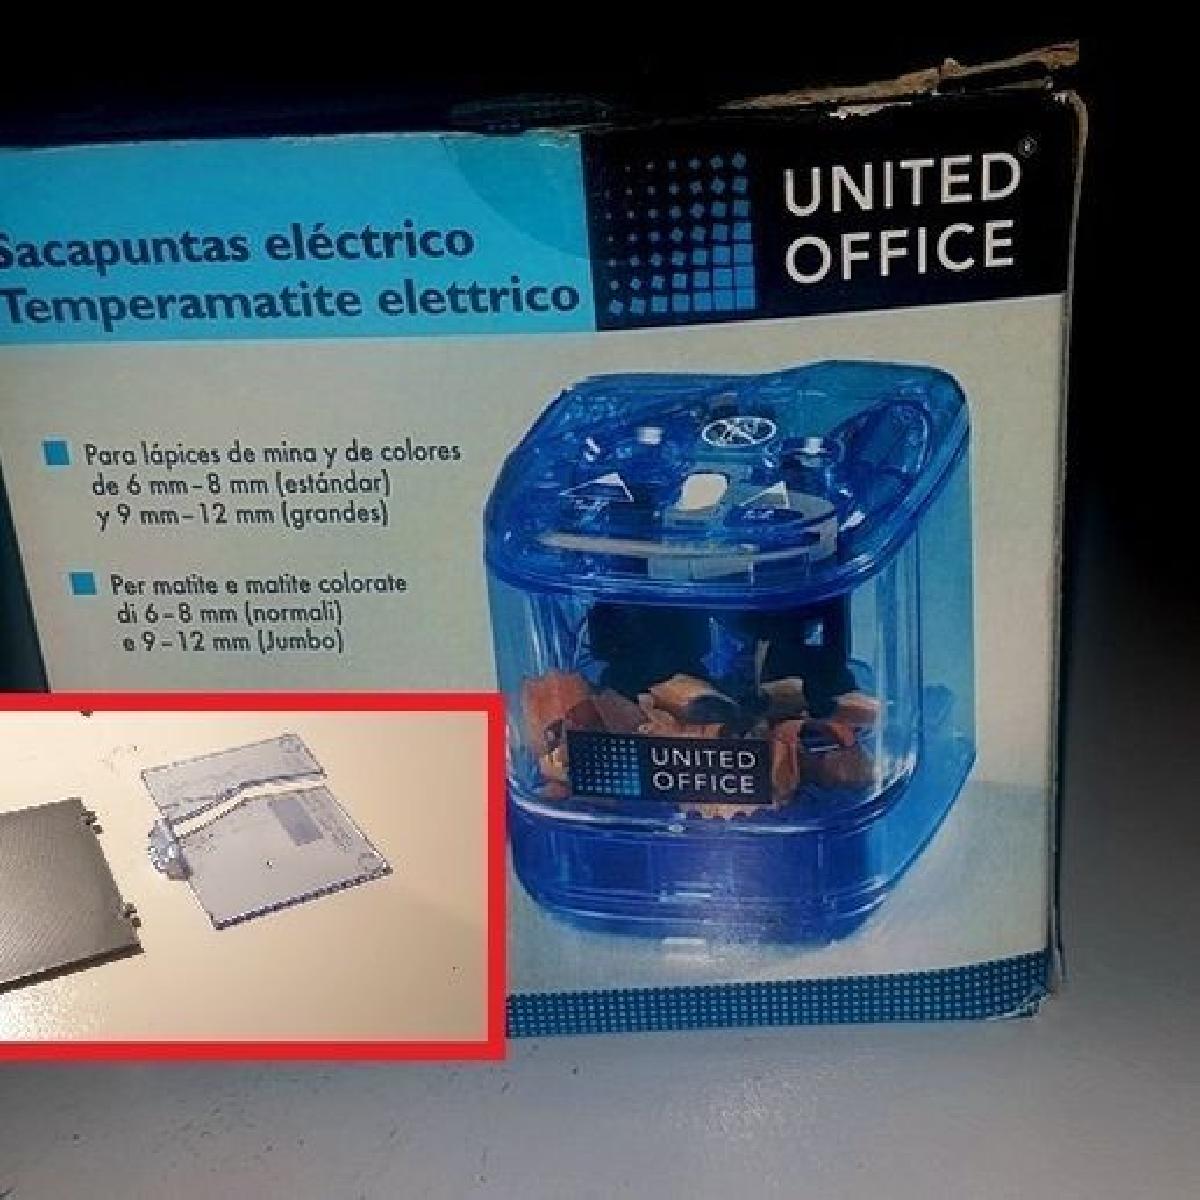 Sacapuntas eléctrico
Temperamatite elettrico
UNITED®
OFFICE
Para lápices de mina y de colores
de 6 mm–8 mm (estándar)
y 9 mm–12 mm (grandes)
Per matite e matite colorate
di 6–8 mm (normali)
e 9–12 mm (Jumbo)
UNITED
OFFICE